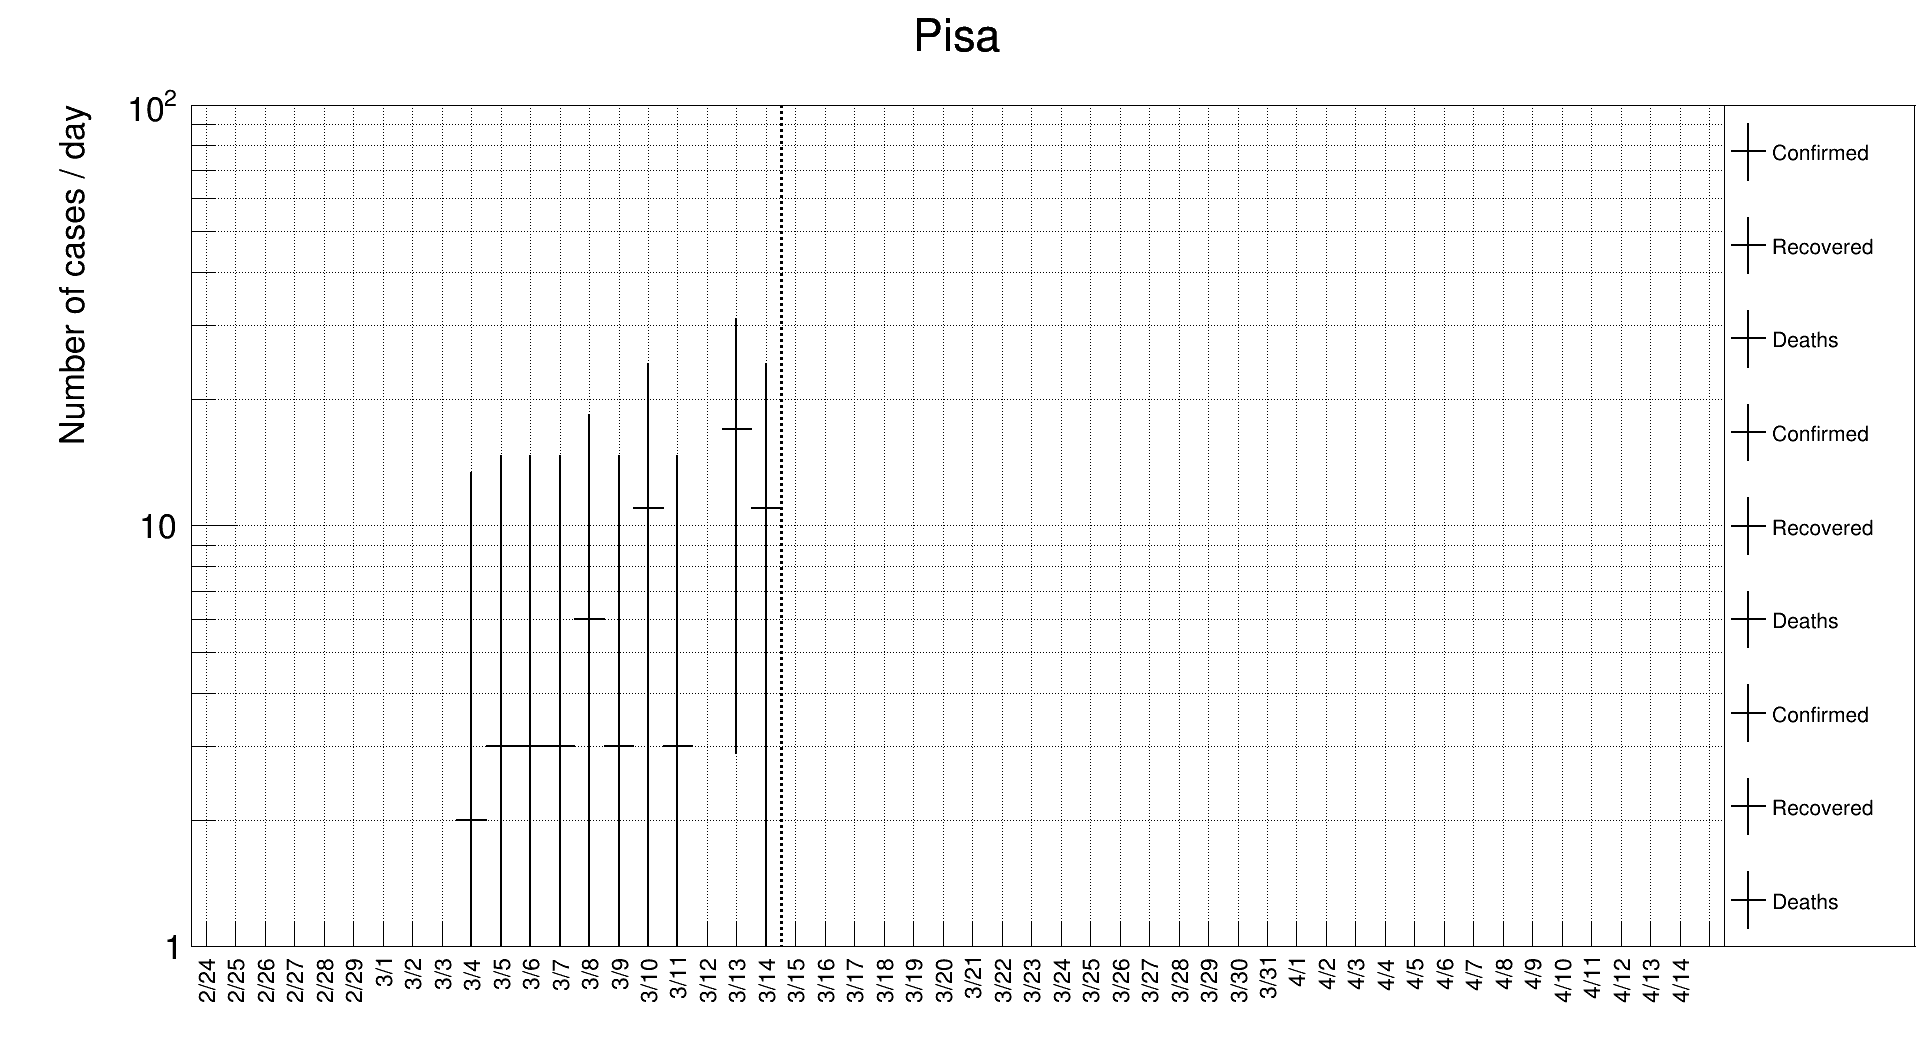 Pisa
Number of cases / day
10²
10
1
2/24 2/25 2/26 2/27 2/28 2/29 3/1 3/2 3/3 3/4 3/5 3/6 3/7 3/8 3/9 3/10 3/11 3/12 3/13 3/14 3/15 3/16 3/17 3/18 3/19 3/20 3/21 3/22 3/23 3/24 3/25 3/26 3/27 3/28 3/29 3/30 3/31 4/1 4/2 4/3 4/4 4/5 4/6 4/7 4/8 4/9 4/10 4/11 4/12 4/13 4/14
Confirmed
Recovered
Deaths
Confirmed
Recovered
Deaths
Confirmed
Recovered
Deaths